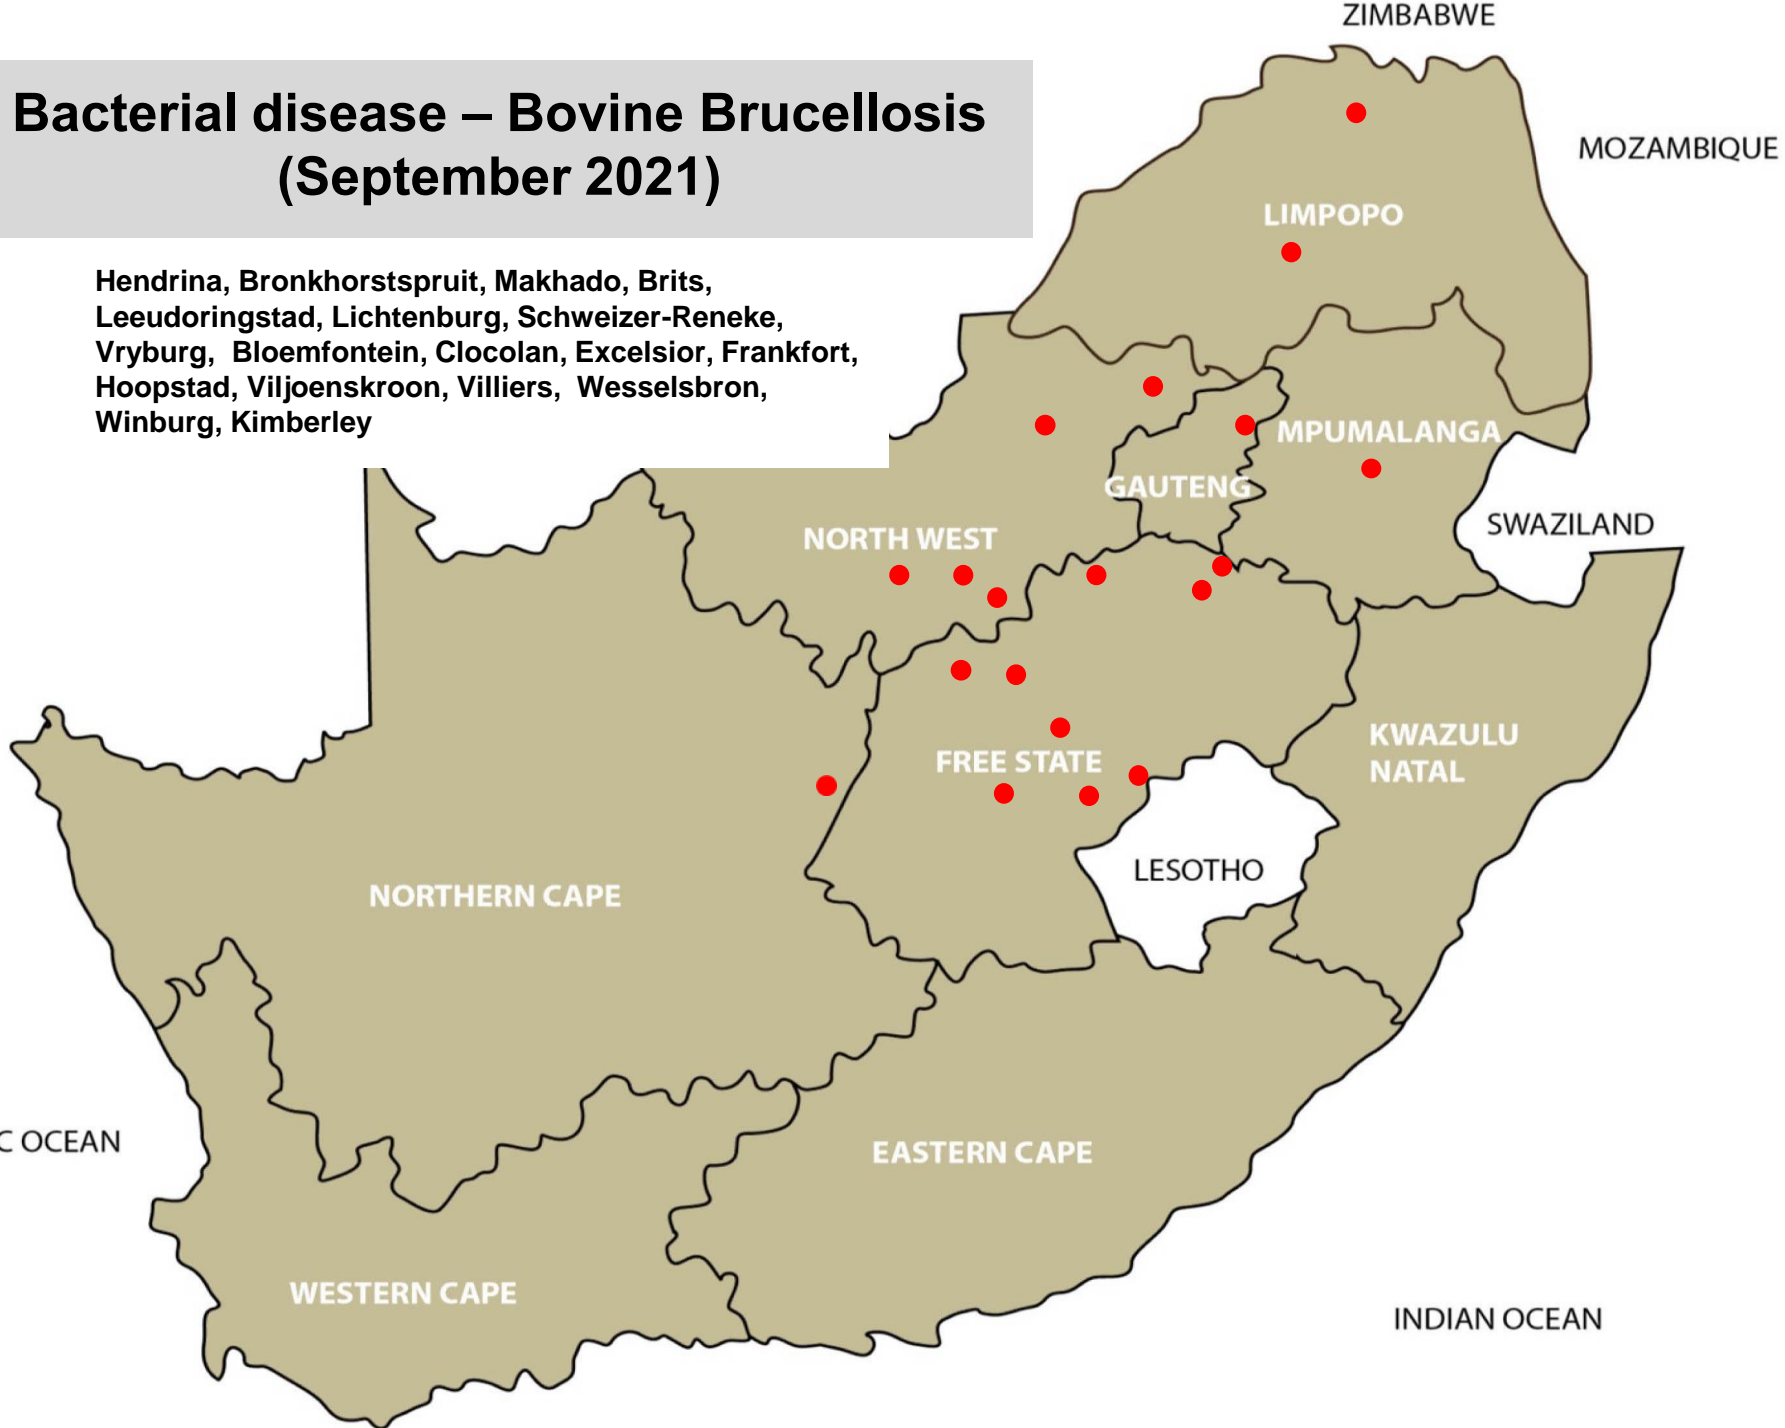 ZIMBABWE
Bacterial disease – Bovine Brucellosis
(September 2021)
MOZAMBIQUE
LIMPOPO
Hendrina, Bronkhorstspruit, Makhado, Brits,
Leeudoringstad, Lichtenburg, Schweizer-Reneke,
Vryburg, Bloemfontein, Clocolan, Excelsior, Frankfort,
Hoopstad, Viljoenskroon, Villiers, Wesselsbron,
Winburg, Kimberley
MPUMALANGA
GAUTENG
SWAZILAND
NORTH WEST
KWAZULU
NATAL
FREE STATE
LESOTHO
NORTHERN CAPE
C OCEAN
EASTERN CAPE
WESTERN CAPE
INDIAN OCEAN